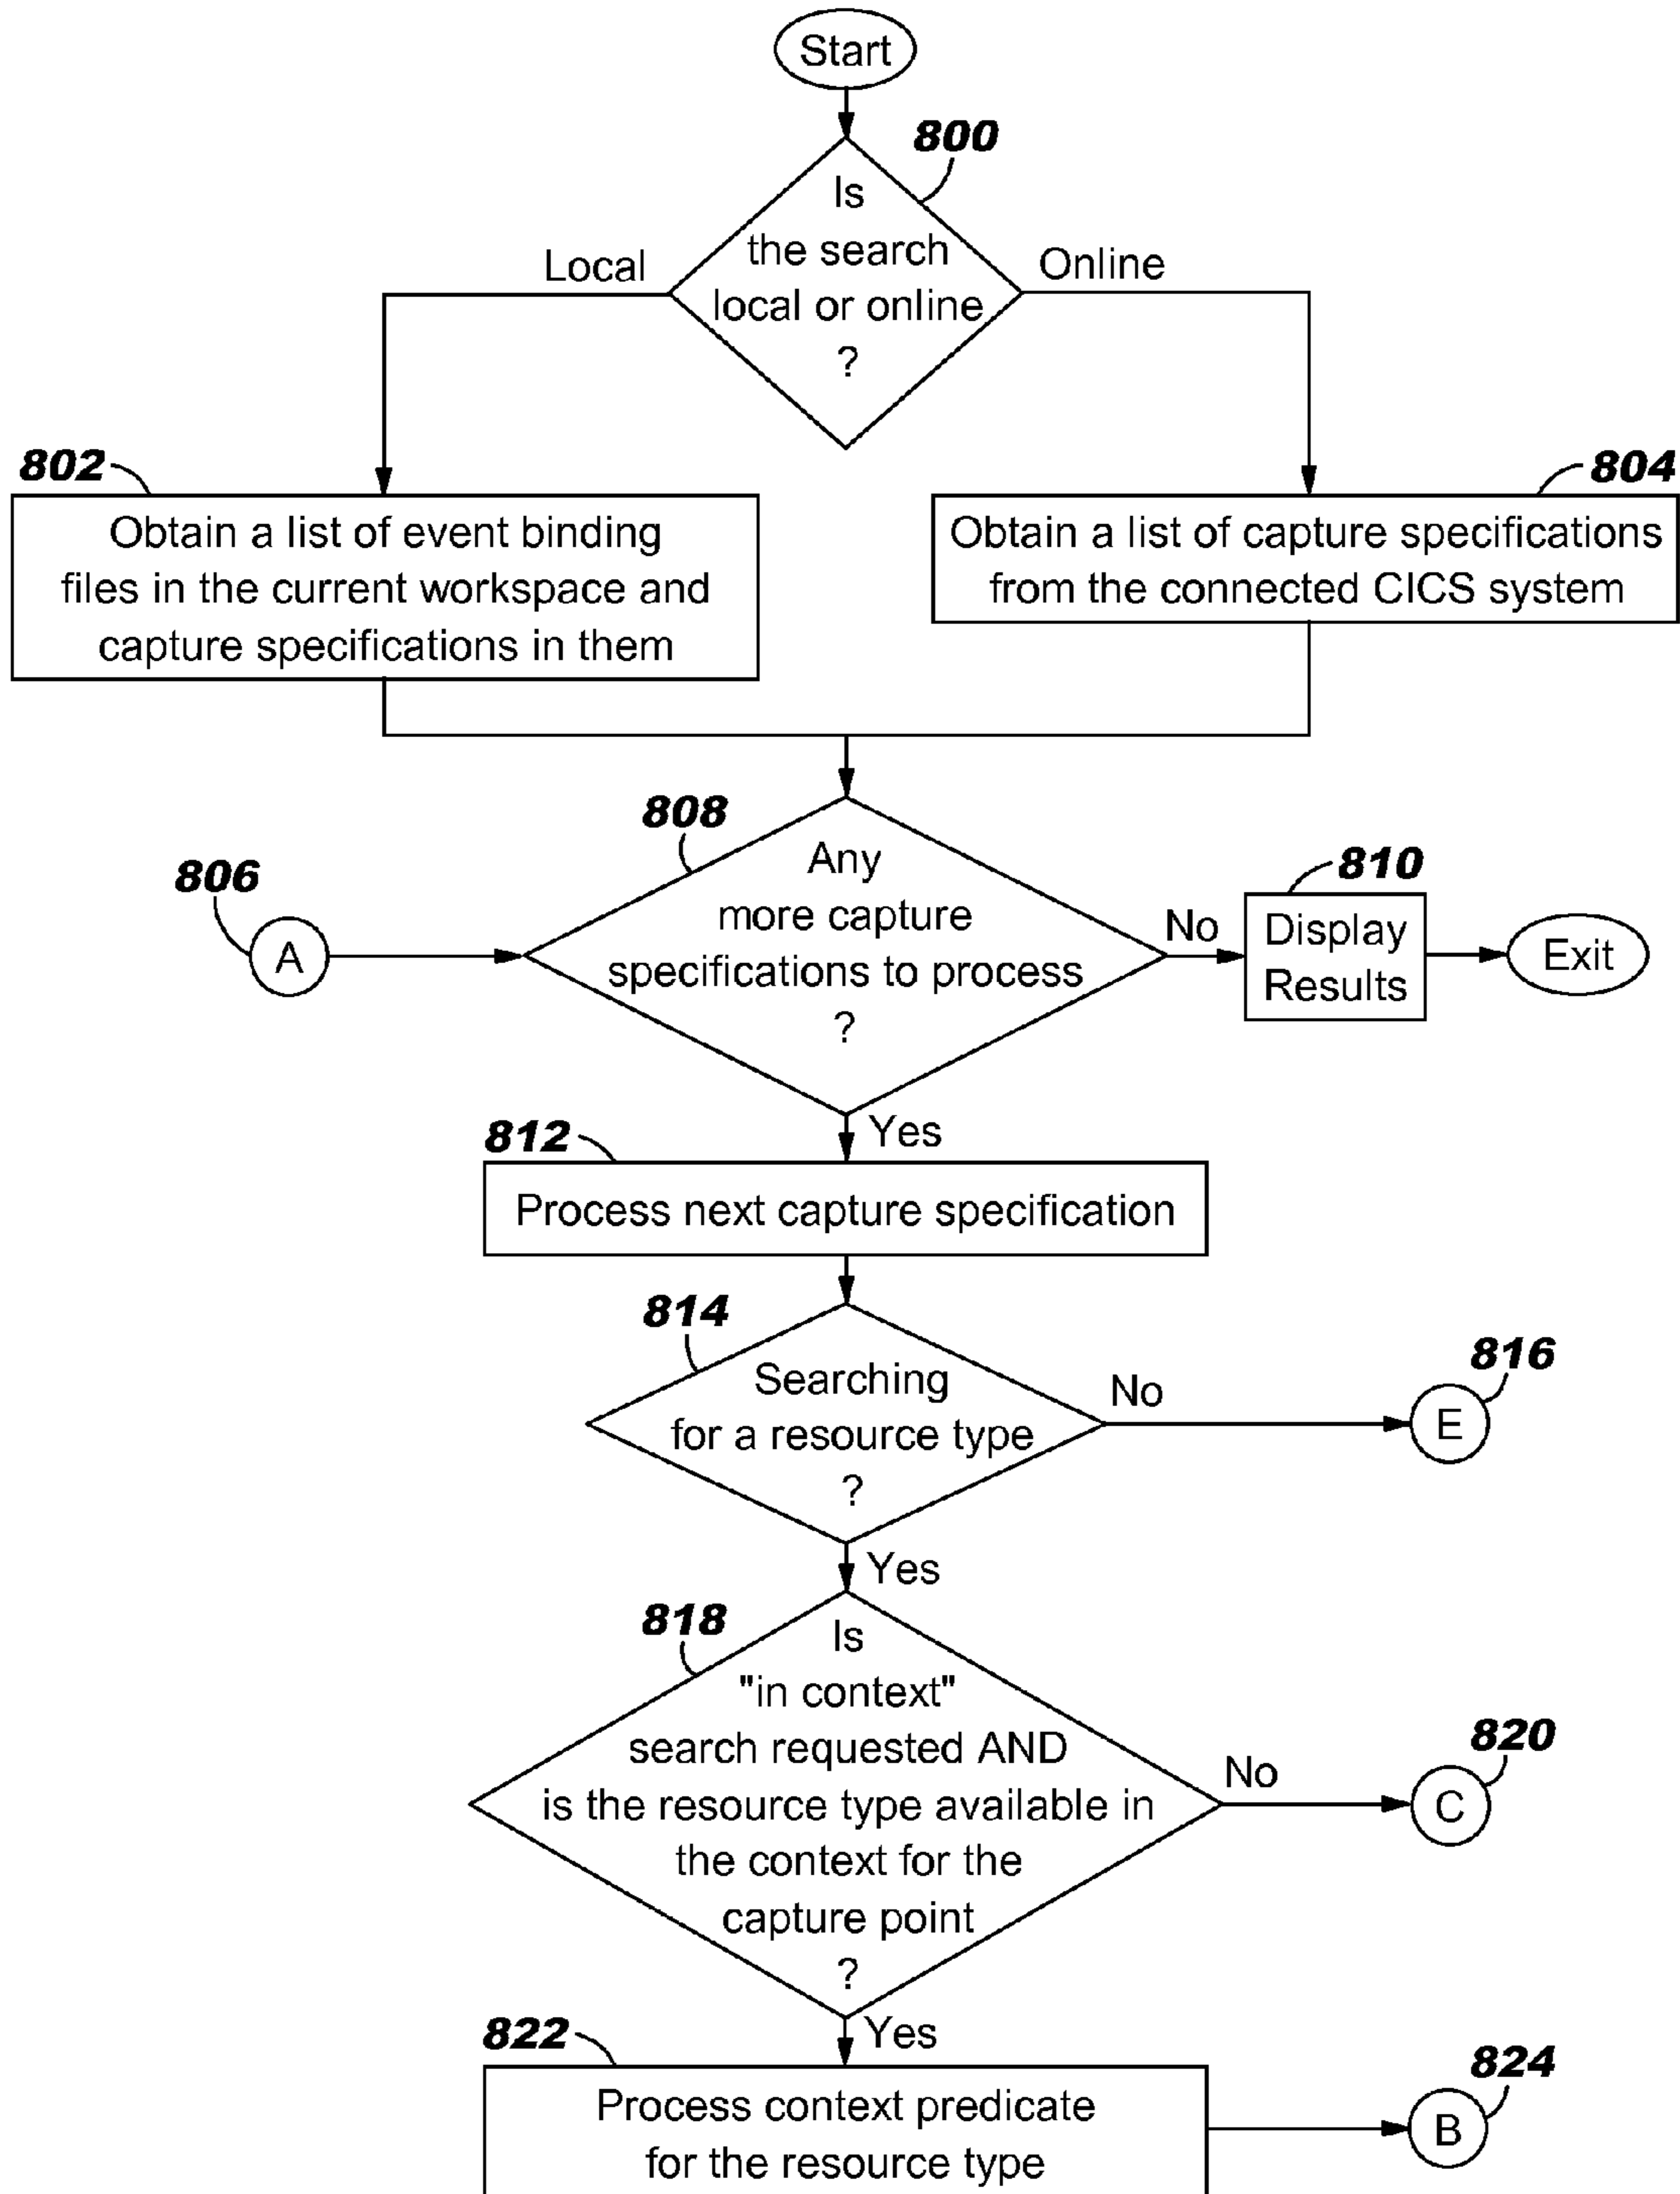 Start
800
Is
the search
local or online
?
Local
Online
802
Obtain a list of event binding
files in the current workspace and
capture specifications in them
804
Obtain a list of capture specifications
from the connected CICS system
806
A
808
Any
more capture
specifications to process
?
No
810
Display
Results
Exit
Yes
812
Process next capture specification
814
Searching
for a resource type
?
No
816
E
Yes
818
Is
"in context"
search requested AND
is the resource type available in
the context for the
capture point
?
No
820
C
Yes
822
Process context predicate
for the resource type
824
B